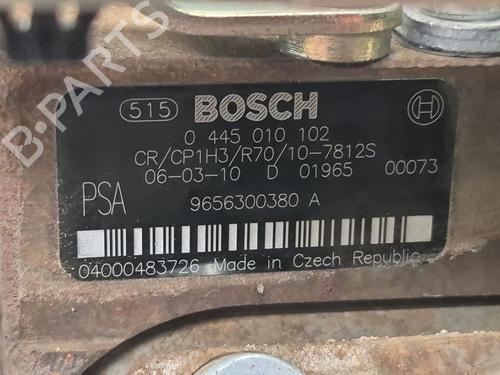 515 BOSCH
0 445 010 102
CR/CP1H3/R70/10-7812S
06-03-10 D 01965 00073
PSA 9656300380 A
04000483726 Made in Czech Republic